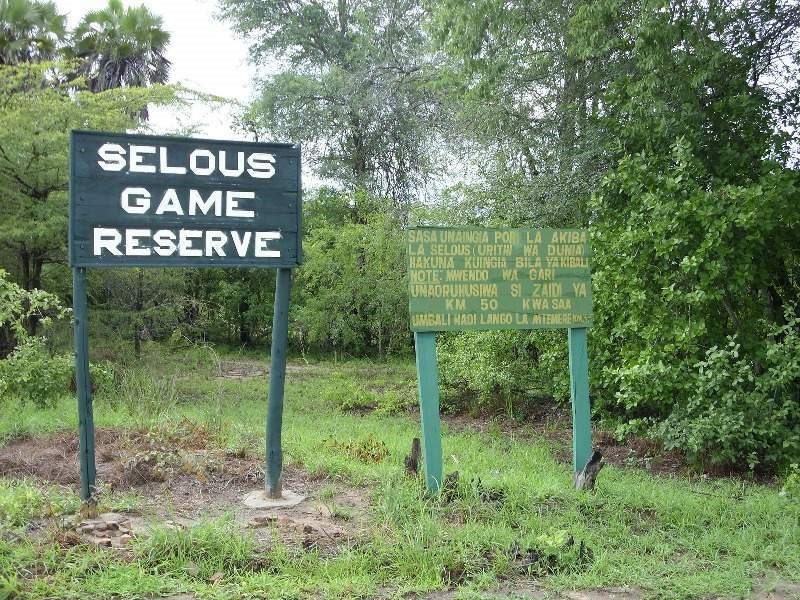 SELOUS
GAME
RESERVE
SASA UNAINGIA PORI LA AKIBA
LA SELOUS (URITHI WA DUNIA)
HAKUNA KUINGIA BILA YA KIBALI
NOTE: MWENDO WA GARI
UNAORUHUSIWA SI ZAIDI YA
KM 50 KWA SAA
UMBALI HADI LANGO LA MTEMERE